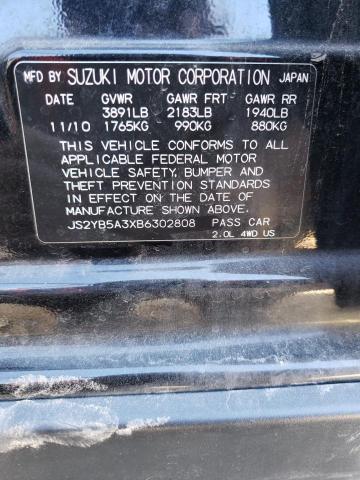 MFD BY SUZUKI MOTOR CORPORATION JAPAN
DATE GVWR GAWR FRT GAWR RR
3891LB 2183LB 1940LB
11/10 1765KG 990KG 880KG
THIS VEHICLE CONFORMS TO ALL
APPLICABLE FEDERAL MOTOR
VEHICLE SAFETY, BUMPER AND
THEFT PREVENTION STANDARDS
IN EFFECT ON THE DATE OF
MANUFACTURE SHOWN ABOVE.
JS2YB5A3XB6302808 PASS CAR
2.0L 4WD US